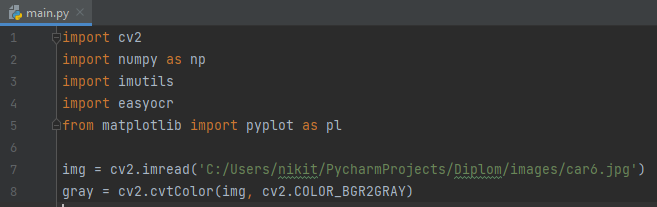 main.py
1 import cv2
2 import numpy as np
3 import imutils
4 import easyocr
5 from matplotlib import pyplot as pl
6
7 img = cv2.imread('C:/Users/nikit/PycharmProjects/Diplom/images/caró.jpg')
8 gray = cv2.cvtColor(img, cv2.COLOR_BGR2GRAY)